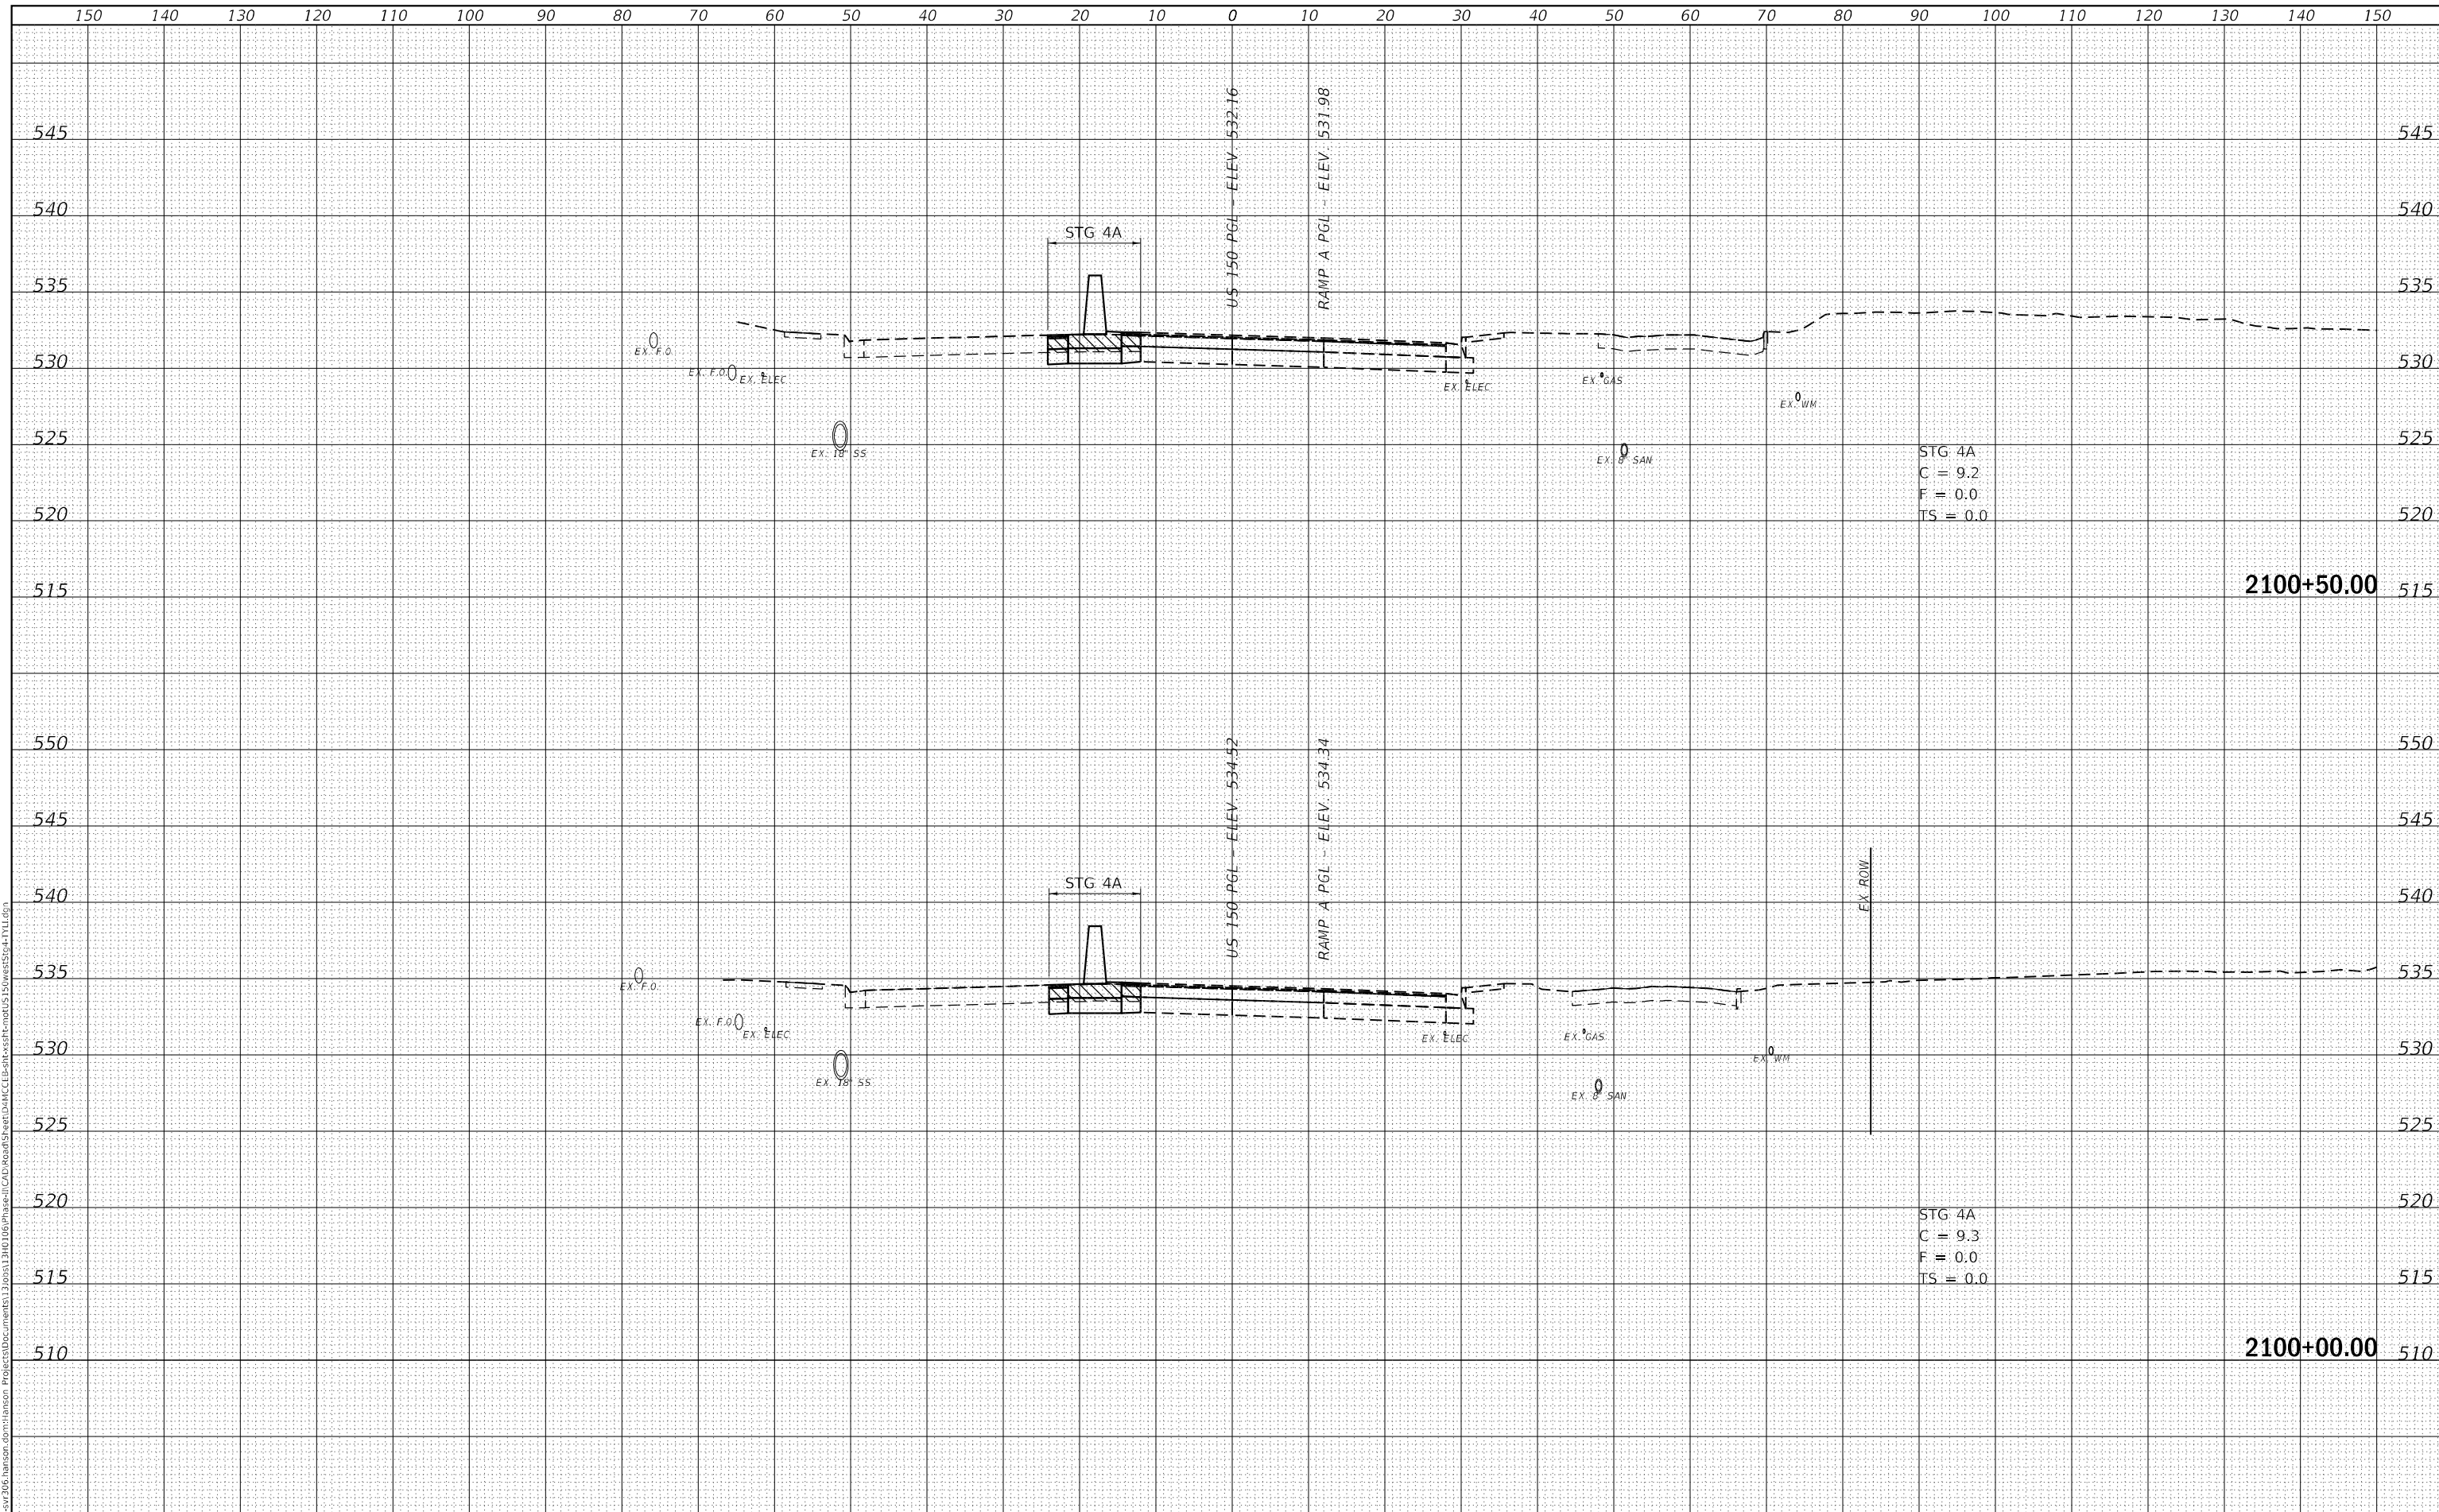 150 140 130 120 110 100 90 80 70 60 50 40 30 20 10 0 10 20 30 40 50 60 70 80 90 100 110 120 130 140 150
US 150 PGL - ELEV. 532.16
RAMP A PGL - ELEV. 531.98
545 545
540 540
STG 4A
535 535
EX. F.O.
530 530
EX. F.O. EX. ELEC EX. ELEC EX. GAS
EX. WM
525 525
EX. 18" SS EX. 8" SAN
STG 4A
C = 9.2
F = 0.0
TS = 0.0
520 520
2100+50.00
515 515
550 550
US 150 PGL - ELEV. 534.52
RAMP A PGL - ELEV. 534.34
545 545
EX ROW
540 540
STG 4A
535 535
EX. F.O.
EX. F.O. EX. ELEC EX. ELEC EX. GAS
530 530
EX. WM
EX. 18" SS EX. 8" SAN
525 525
520 520
STG 4A
C = 9.3
F = 0.0
TS = 0.0
515 515
2100+00.00
510 510